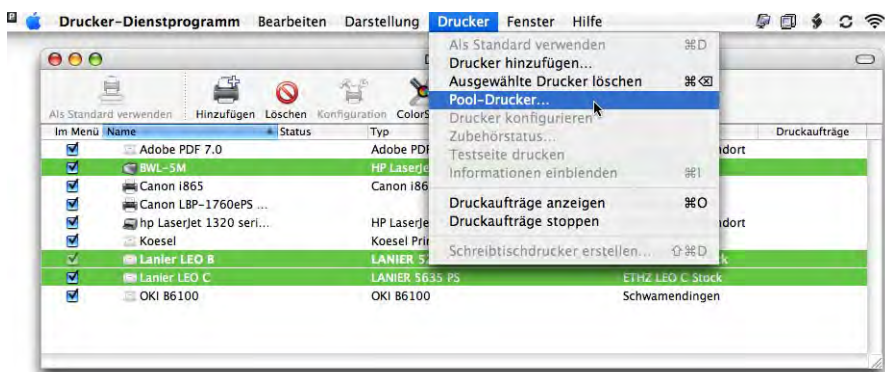 Drucker-Dienstprogramm Bearbeiten Darstellung Drucker Fenster Hilfe
Als Standard verwenden ⌘D
Drucker hinzufügen...
Ausgewählte Drucker löschen ⌘⌫
Pool-Drucker...
Drucker konfigurieren
Zubehörstatus...
Testseite drucken
Informationen einblenden ⌘I
Druckaufträge anzeigen ⌘O
Druckaufträge stoppen
Schreibtischdrucker erstellen... ⇧⌘D
Als Standard verwenden Hinzufügen Löschen Konfiguration ColorS
Im Menü Name Status Typ Druckaufträge
Adobe PDF 7.0 Adobe PDF ndort
BWL-5M HP LaserJe
Canon i865 Canon i86
Canon LBP-1760ePS ...
hp LaserJet 1320 seri... HP LaserJe ndort
Koesel Koesel Prin
Lanier LEO B LANIER 5 ck
Lanier LEO C LANIER 5635 PS ETHZ LEO C Stock
OKI B6100 OKI B6100 Schwamendingen